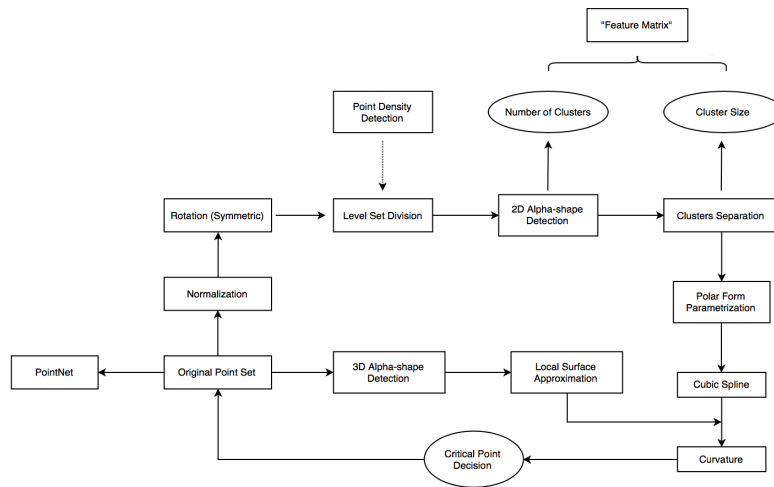 "Feature Matrix"
Point Density
Detection
Number of Clusters
Cluster Size
Rotation (Symmetric)
Level Set Division
2D Alpha-shape
Detection
Clusters Separation
Normalization
Polar Form
Parametrization
PointNet
Original Point Set
3D Alpha-shape
Detection
Local Surface
Approximation
Cubic Spline
Critical Point
Decision
Curvature